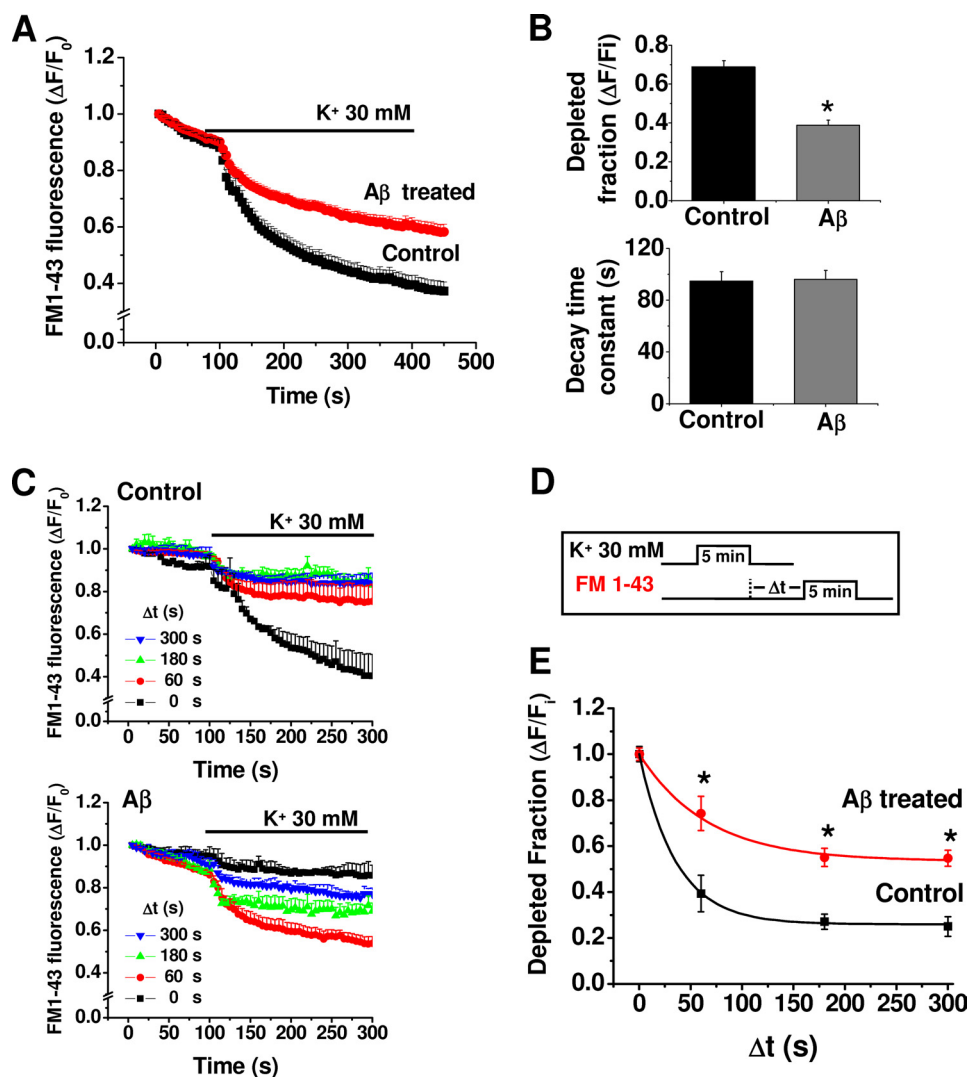 A
FM1-43 fluorescence (ΔF/F0)
1.0
0.8
0.6
0.4
0.0
K+ 30 mM
Aβ treated
Control
0 100 200 300 400 500
Time (s)
B
Depleted
fraction (ΔF/Fi)
0.8
0.6
0.4
0.2
0.0
*
Control Aβ
Decay time
constant (s)
120
80
40
0
Control Aβ
C
Control
FM1-43 fluorescence (ΔF/F0)
1.2
1.0
0.8
0.6
0.4
0.0
K+ 30 mM
Δt (s)
300 s
180 s
60 s
0 s
0 50 100 150 200 250 300
Time (s)
Aβ
FM1-43 fluorescence (ΔF/F0)
1.2
1.0
0.8
0.6
0.4
0.0
K+ 30 mM
Δt (s)
300 s
180 s
60 s
0 s
0 50 100 150 200 250 300
Time (s)
D
K+ 30 mM
5 min
FM 1-43
Δt
5 min
E
Depleted Fraction (ΔF/Fi)
1.2
1.0
0.8
0.6
0.4
0.2
0.0
*
*
*
Aβ treated
Control
0 50 100 150 200 250 300
Δt (s)